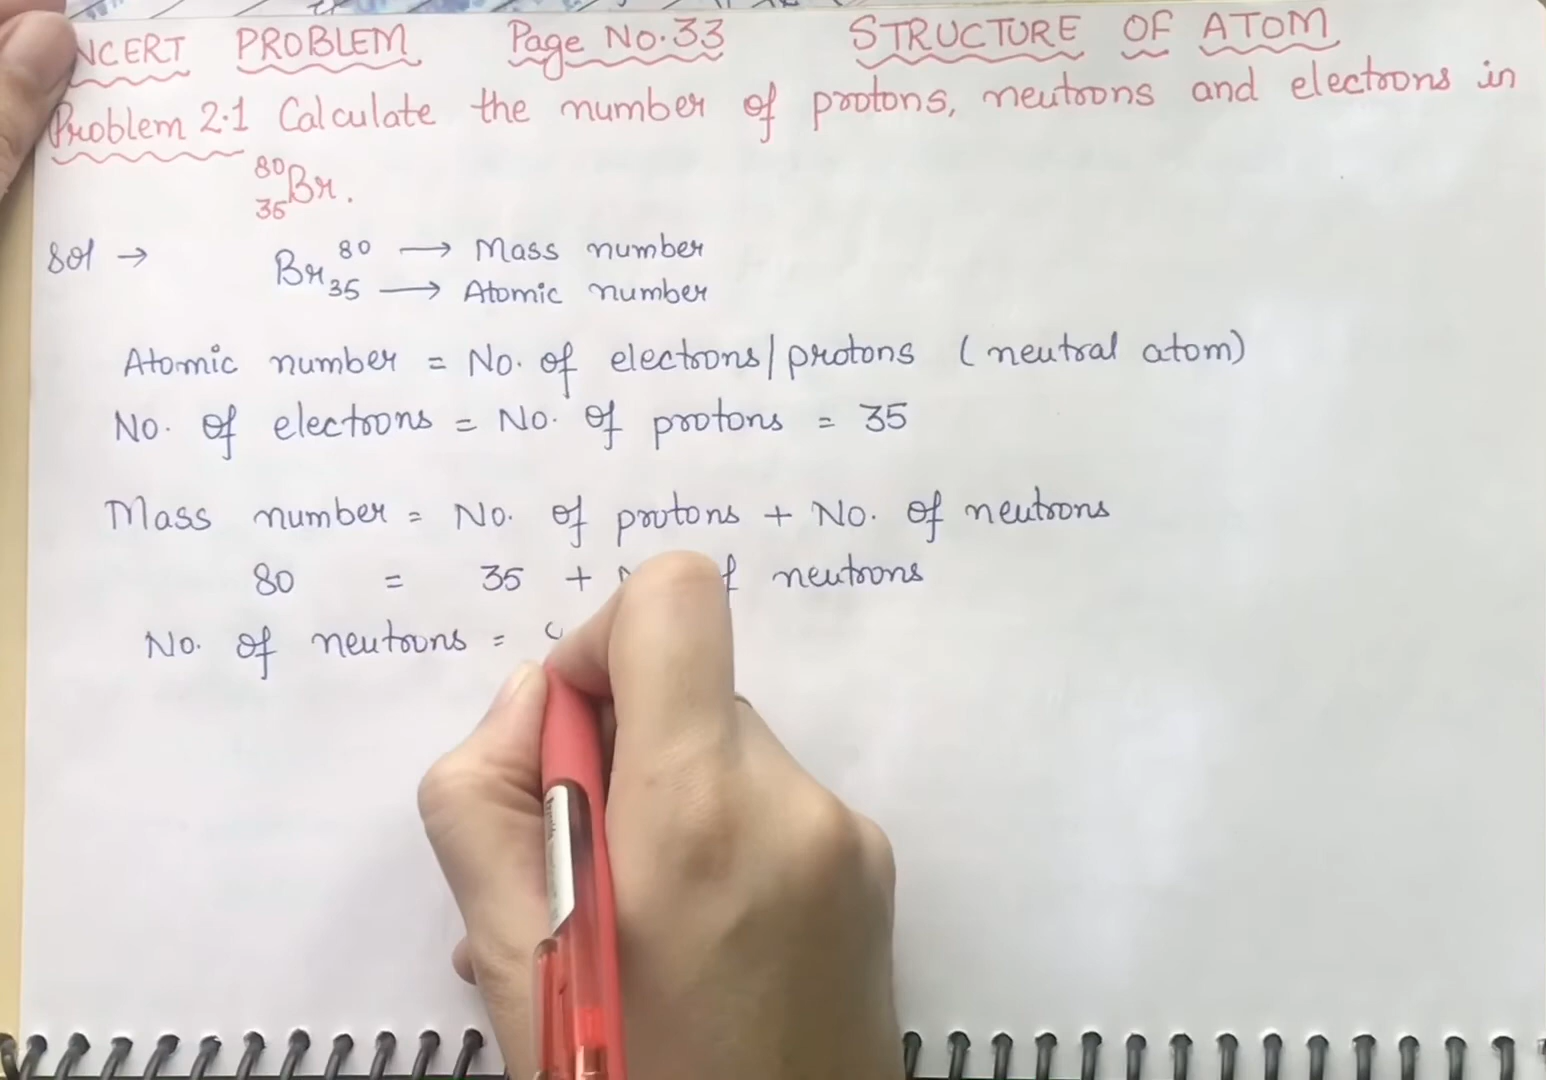 NCERT PROBLEM Page No.33 STRUCTURE OF ATOM
Problem 2.1 Calculate the number of protons, neutrons and electrons in
80
35 Br.
Sol → Br 80 → Mass number
35 → Atomic number
Atomic number = No. of electrons/protons (neutral atom)
No. of electrons = No. of protons = 35
Mass number = No. of protons + No. of neutrons
80 = 35 + neutrons
No. of neutrons =